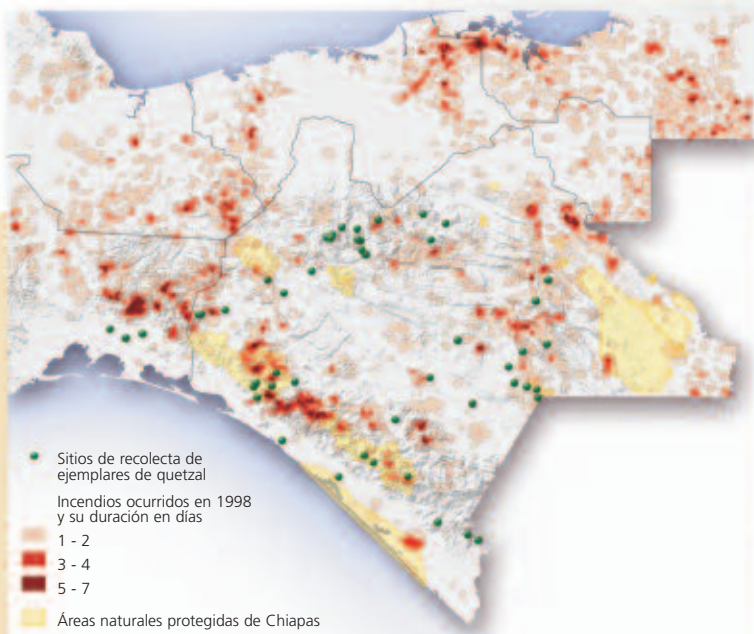 Sitios de recolecta de
ejemplares de quetzal
Incendios ocurridos en 1998
y su duración en días
1 - 2
3 - 4
5 - 7
Áreas naturales protegidas de Chiapas